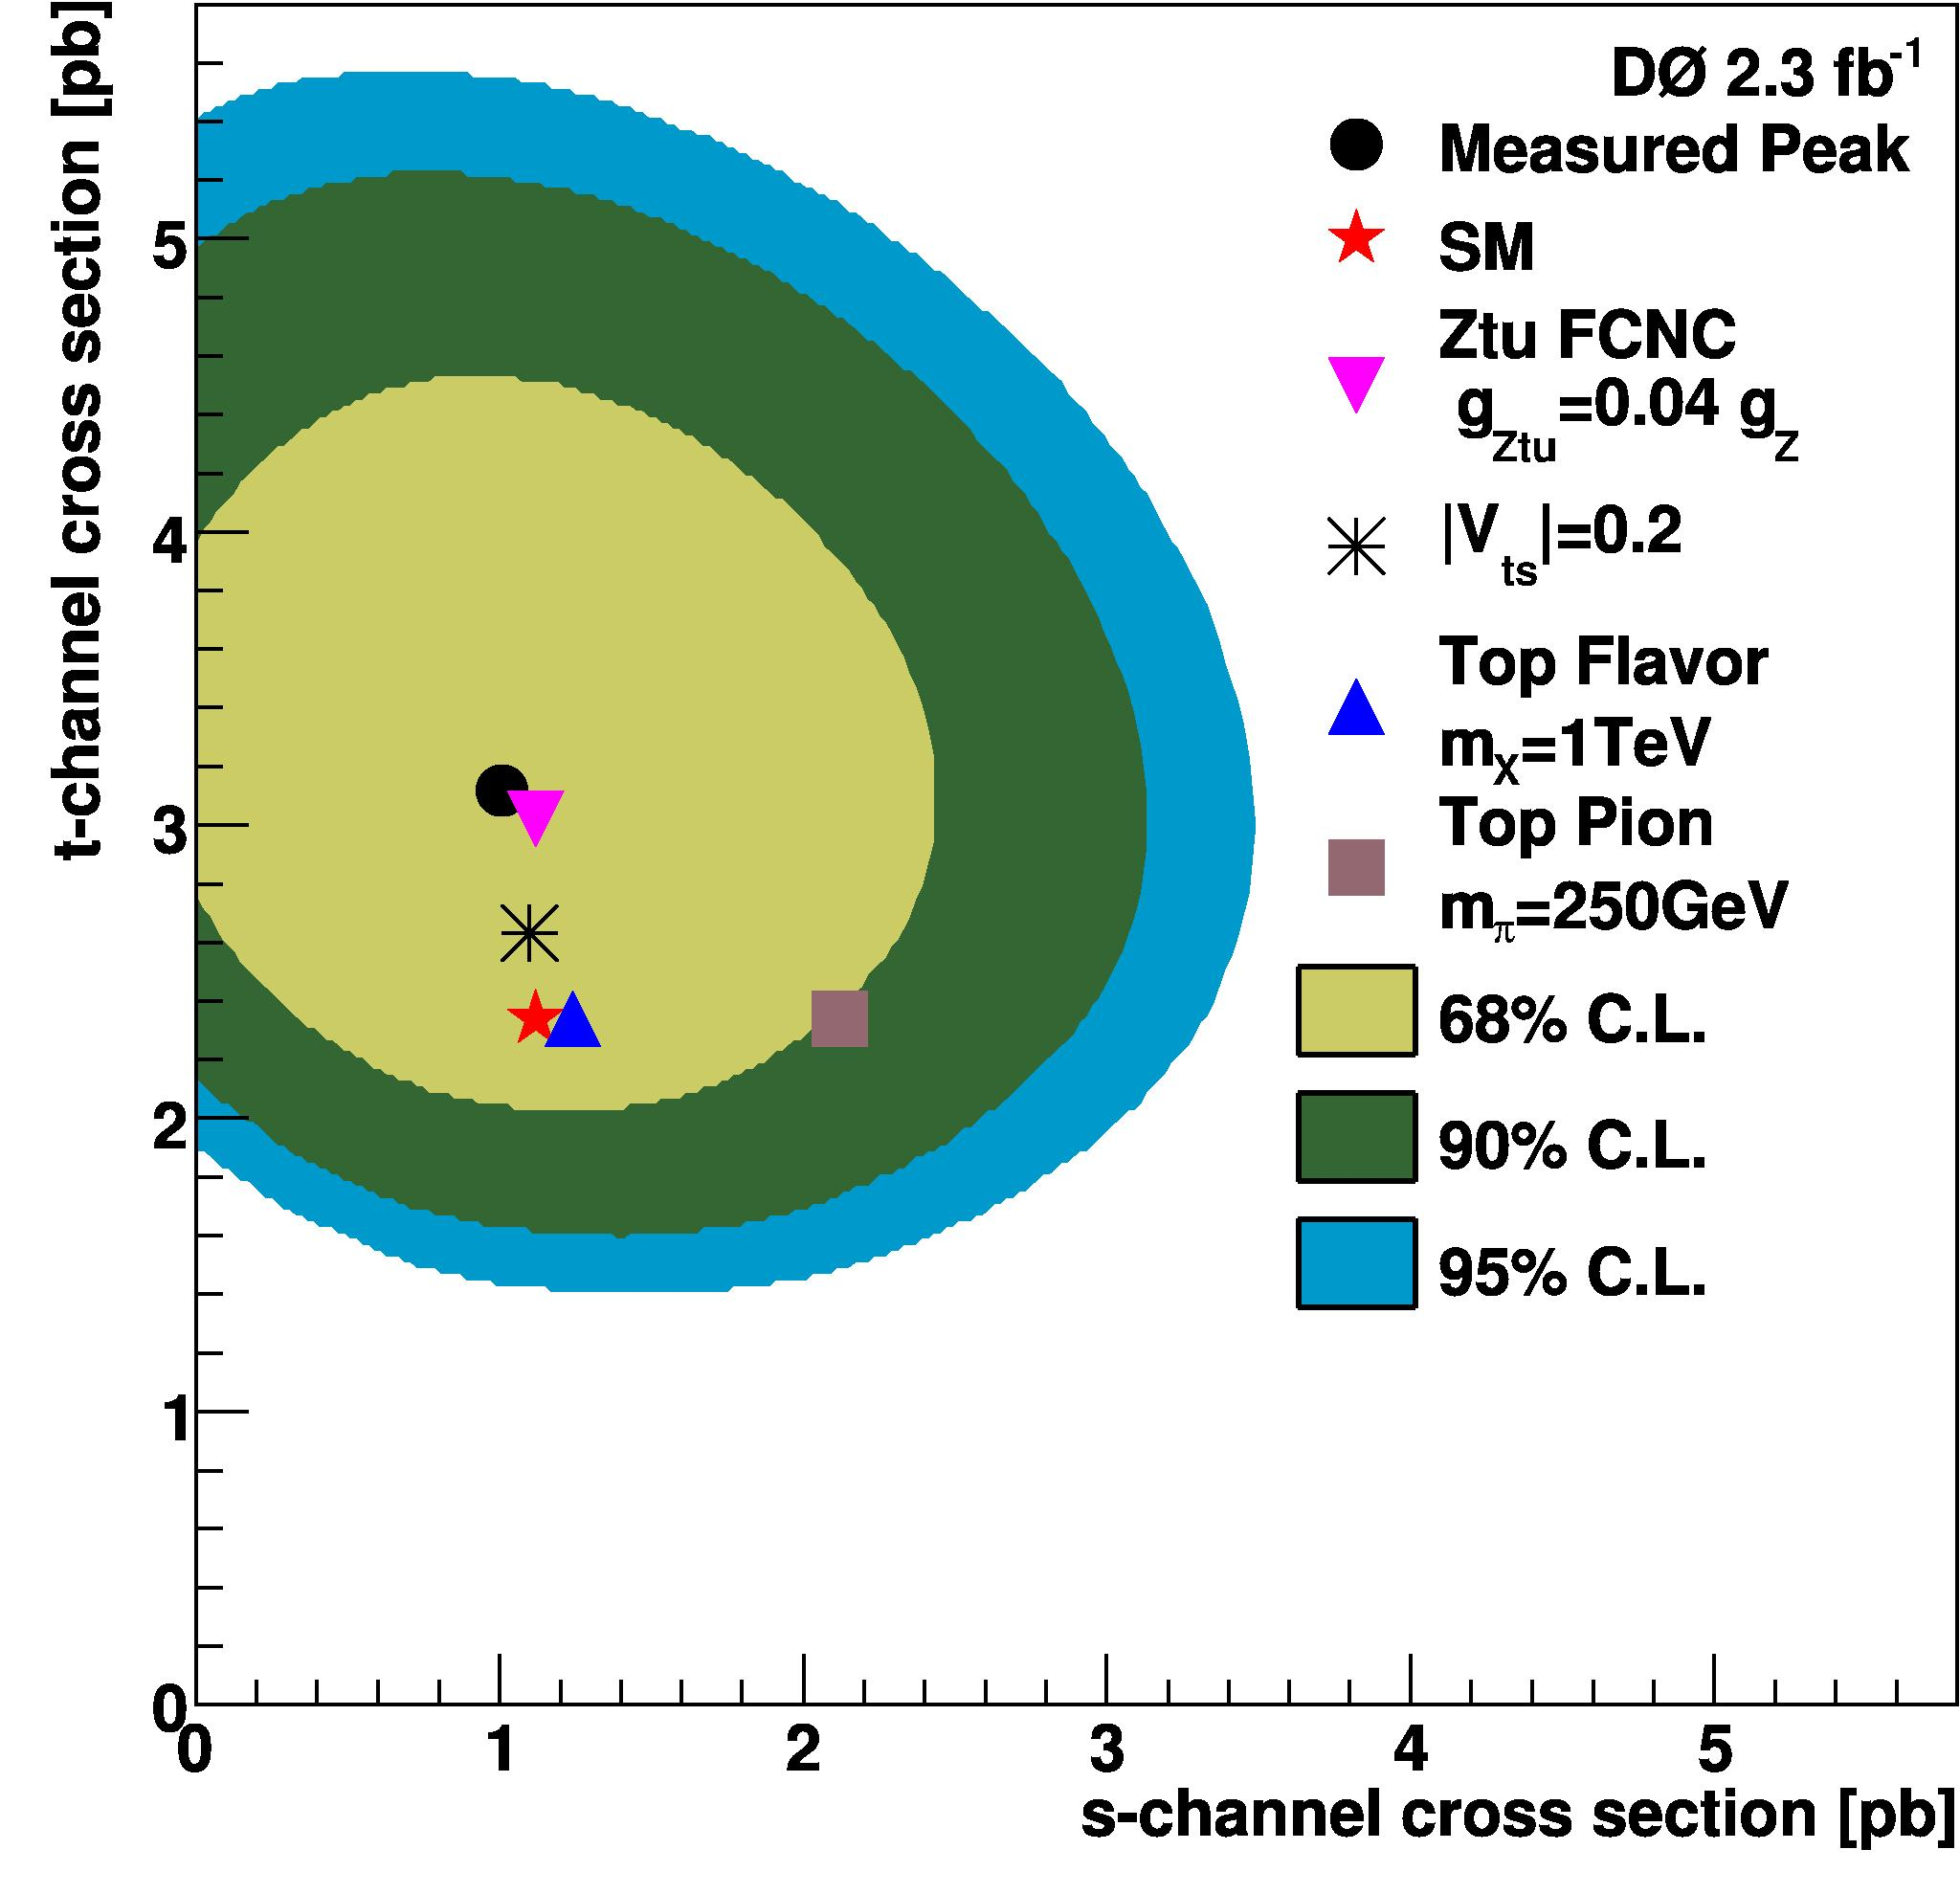 DØ 2.3 fb-1
Measured Peak
SM
Ztu FCNC
gZtu=0.04 gZ
|Vts|=0.2
Top Flavor
mX=1TeV
Top Pion
mπ=250GeV
68% C.L.
90% C.L.
95% C.L.
t-channel cross section [pb]
5
4
3
2
1
0
0 1 2 3 4 5
s-channel cross section [pb]